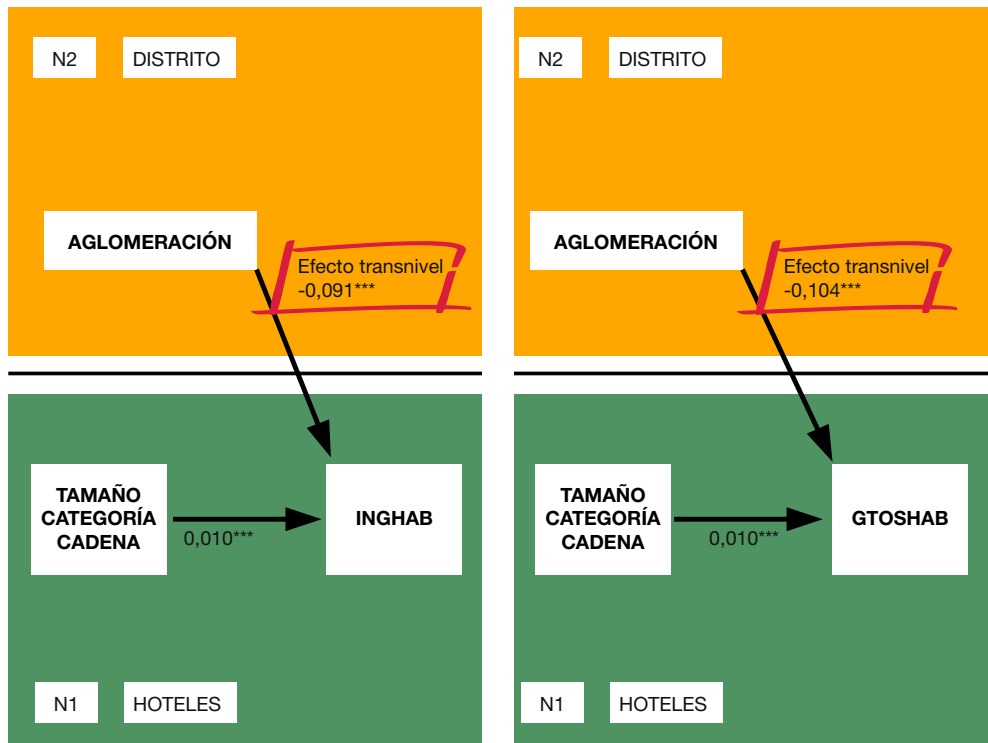 N2
DISTRITO
AGLOMERACIÓN
Efecto transnivel
-0,091***
TAMAÑO
CATEGORÍA
CADENA
0,010***
INGHAB
N1
HOTELES
N2
DISTRITO
AGLOMERACIÓN
Efecto transnivel
-0,104***
TAMAÑO
CATEGORÍA
CADENA
0,010***
GTOSHAB
N1
HOTELES